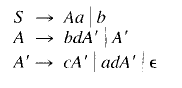 S → Aa | b
A → bdA' | A'
A' → cA' | adA' | ϵ